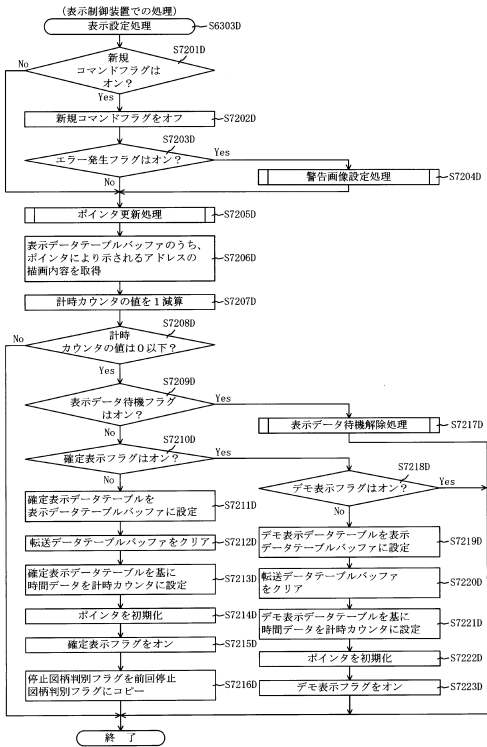 (表示制御装置での処理)
表示設定処理
S6303D
新規
コマンドフラグは
オン?
S7201D
No
Yes
新規コマンドフラグをオフ
S7202D
エラー発生フラグはオン?
S7203D
Yes
No
警告画像設定処理
S7204D
ポインタ更新処理
S7205D
表示データテーブルバッファのうち、
ポインタにより示されるアドレスの
描画内容を取得
S7206D
計時カウンタの値を1減算
S7207D
計時
カウンタの値は0以下?
S7208D
No
Yes
表示データ待機フラグ
はオン?
S7209D
Yes
No
表示データ待機解除処理
S7217D
確定表示フラグはオン?
S7210D
Yes
No
デモ表示フラグはオン?
S7218D
Yes
No
確定表示データテーブルを
表示データテーブルバッファに設定
S7211D
転送データテーブルバッファをクリア
S7212D
確定表示データテーブルを基に
時間データを計時カウンタに設定
S7213D
ポインタを初期化
S7214D
確定表示フラグをオン
S7215D
停止図柄判別フラグを前回停止
図柄判別フラグにコピー
S7216D
デモ表示データテーブルを表示
データテーブルバッファに設定
S7219D
転送データテーブルバッファ
をクリア
S7220D
デモ表示データテーブルを基に
時間データを計時カウンタに設定
S7221D
ポインタを初期化
S7222D
デモ表示フラグをオン
S7223D
終了